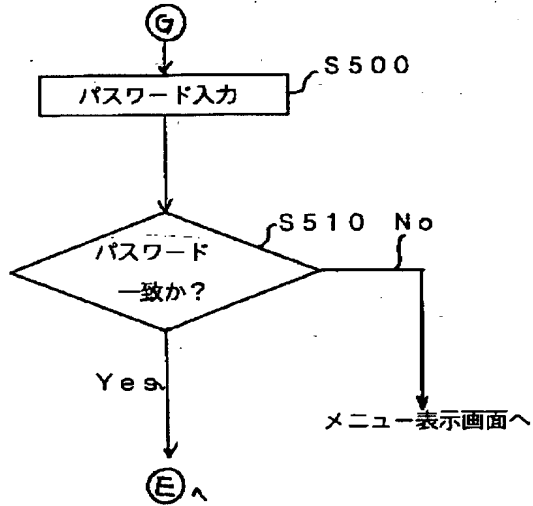 G
パスワード入力
S500
S510 No
パスワード
一致か?
Yes
メニュー表示画面へ
Eへ